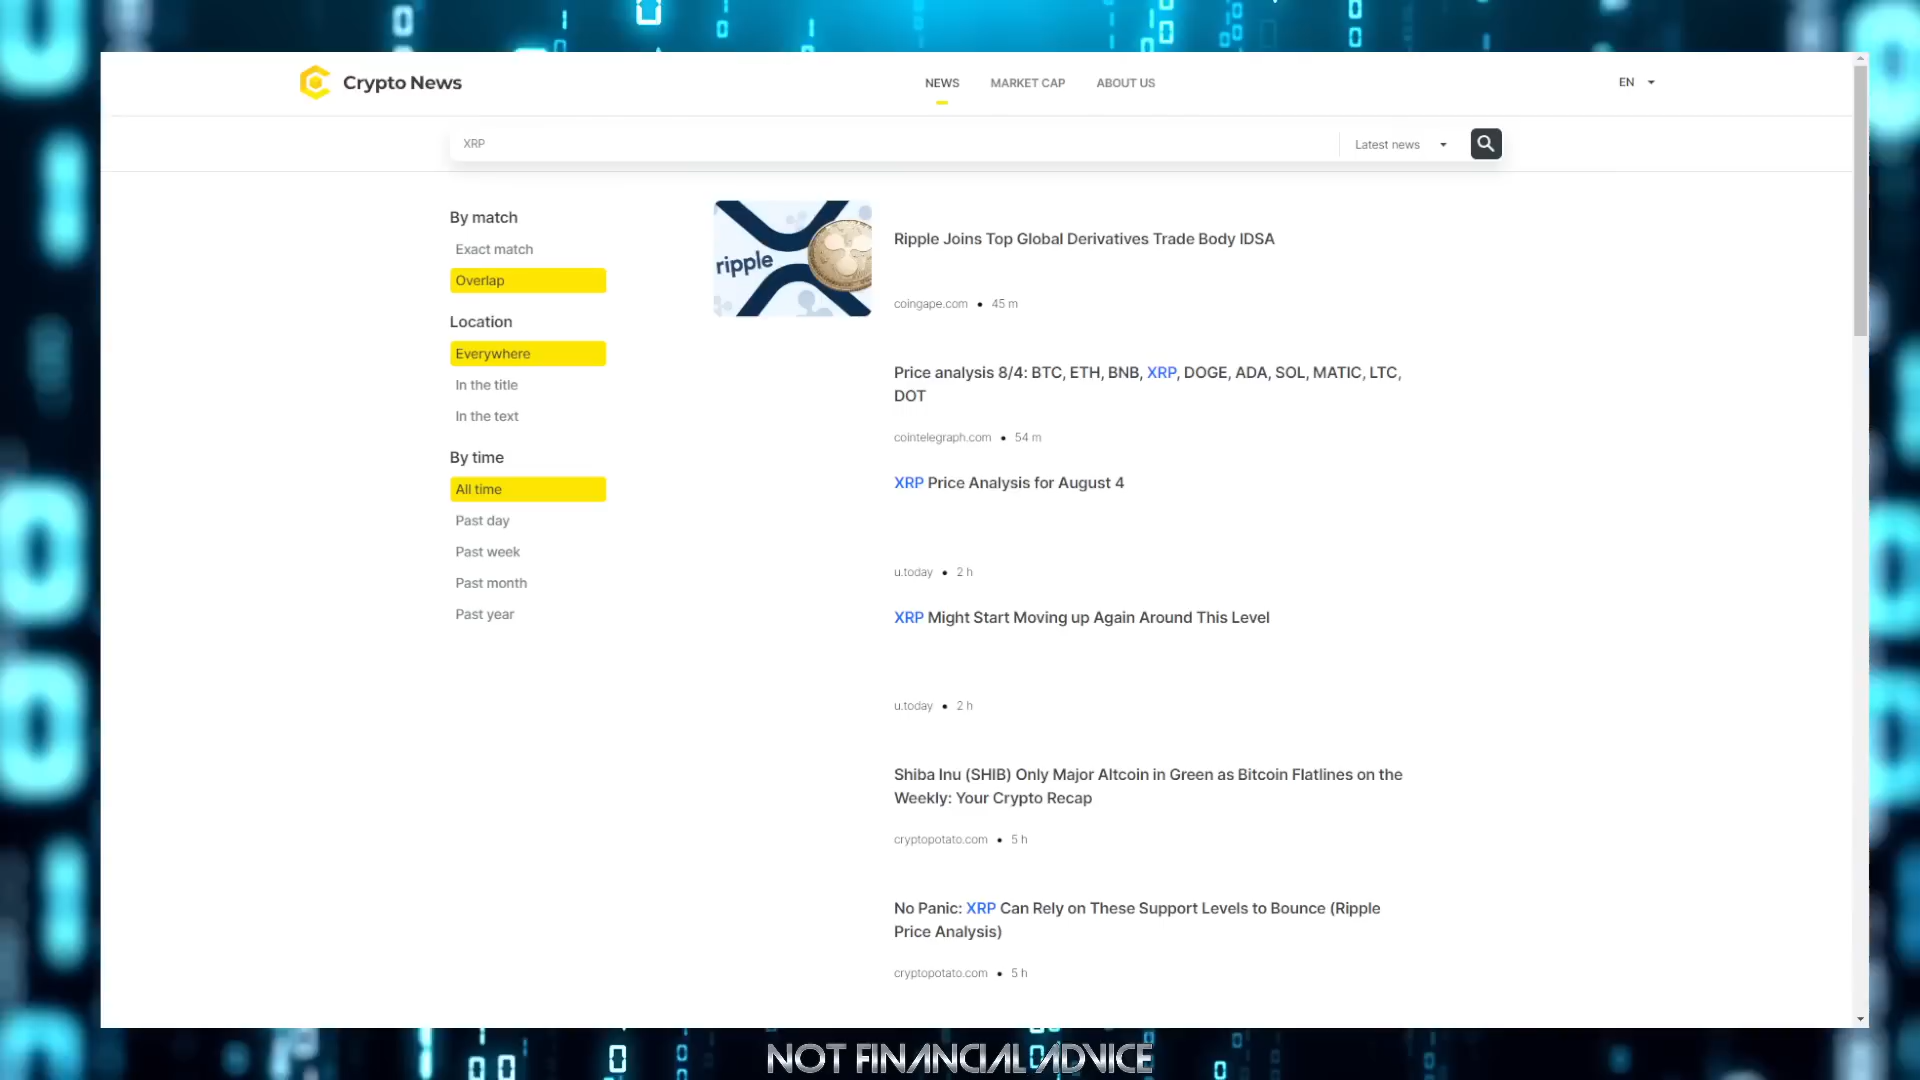 Crypto News
NEWS
MARKET CAP
ABOUT US
EN
XRP
Latest news
By match
Exact match
Overlap
Location
Everywhere
In the title
In the text
By time
All time
Past day
Past week
Past month
Past year
ripple
Ripple Joins Top Global Derivatives Trade Body IDSA
coingape.com • 45 m
Price analysis 8/4: BTC, ETH, BNB, XRP, DOGE, ADA, SOL, MATIC, LTC,
DOT
cointelegraph.com • 54 m
XRP Price Analysis for August 4
u.today • 2 h
XRP Might Start Moving up Again Around This Level
u.today • 2 h
Shiba Inu (SHIB) Only Major Altcoin in Green as Bitcoin Flatlines on the
Weekly: Your Crypto Recap
cryptopotato.com • 5 h
No Panic: XRP Can Rely on These Support Levels to Bounce (Ripple
Price Analysis)
cryptopotato.com • 5 h
NOT FINANCIAL ADVICE